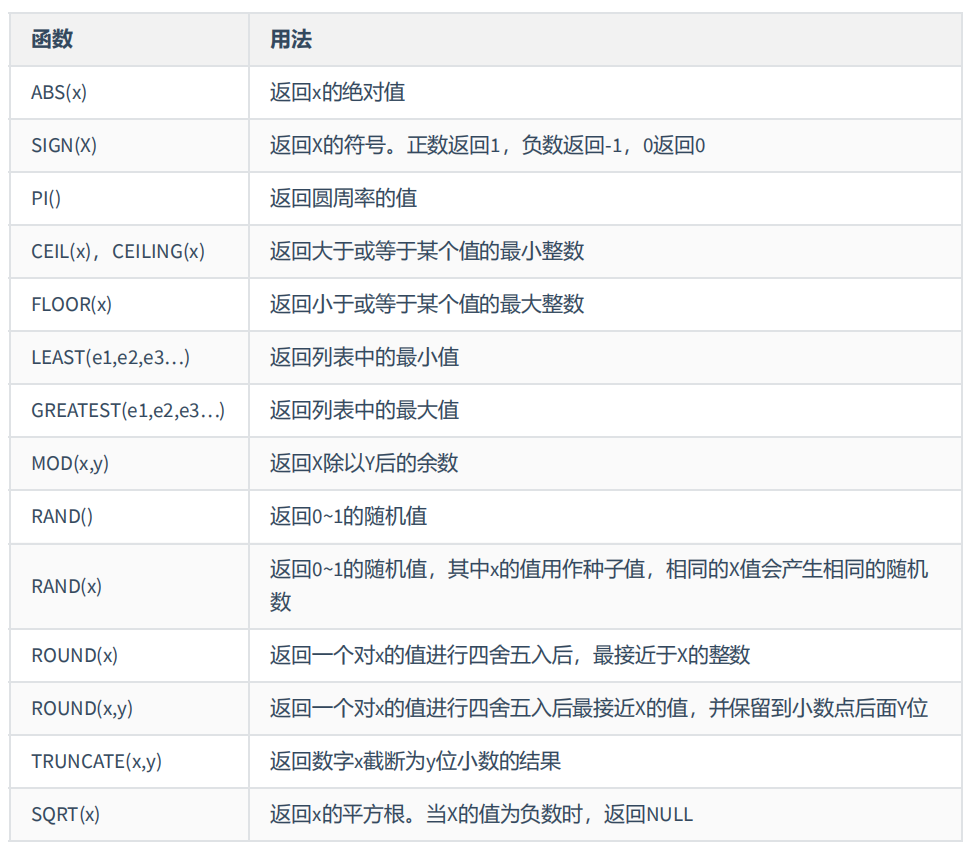 函数 用法
ABS(x) 返回x的绝对值
SIGN(X) 返回X的符号。正数返回1，负数返回-1，0返回0
PI() 返回圆周率的值
CEIL(x)，CEILING(x) 返回大于或等于某个值的最小整数
FLOOR(x) 返回小于或等于某个值的最大整数
LEAST(e1,e2,e3…) 返回列表中的最小值
GREATEST(e1,e2,e3…) 返回列表中的最大值
MOD(x,y) 返回X除以Y后的余数
RAND() 返回0~1的随机值
RAND(x) 返回0~1的随机值，其中x的值用作种子值，相同的X值会产生相同的随机
数
ROUND(x) 返回一个对x的值进行四舍五入后，最接近于X的整数
ROUND(x,y) 返回一个对x的值进行四舍五入后最接近X的值，并保留到小数点后面Y位
TRUNCATE(x,y) 返回数字x截断为y位小数的结果
SQRT(x) 返回x的平方根。当X的值为负数时，返回NULL